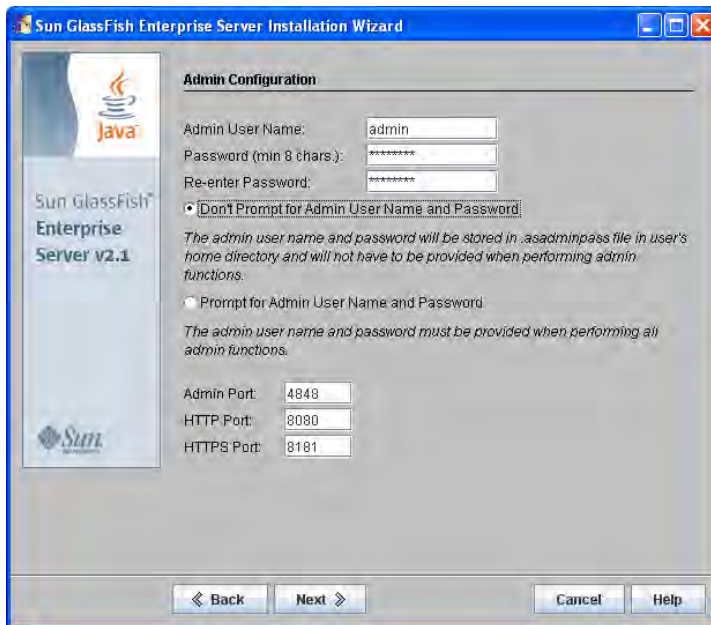 Sun GlassFish Enterprise Server Installation Wizard
Java
Sun GlassFish™
Enterprise
Server v2.1
Sun
Admin Configuration
Admin User Name: admin
Password (min 8 chars.): ********
Re-enter Password: ********
Don't Prompt for Admin User Name and Password
The admin user name and password will be stored in .asadminpass file in user's
home directory and will not have to be provided when performing admin
functions.
Prompt for Admin User Name and Password
The admin user name and password must be provided when performing all
admin functions.
Admin Port: 4848
HTTP Port: 8080
HTTPS Port: 8181
Back Next Cancel Help